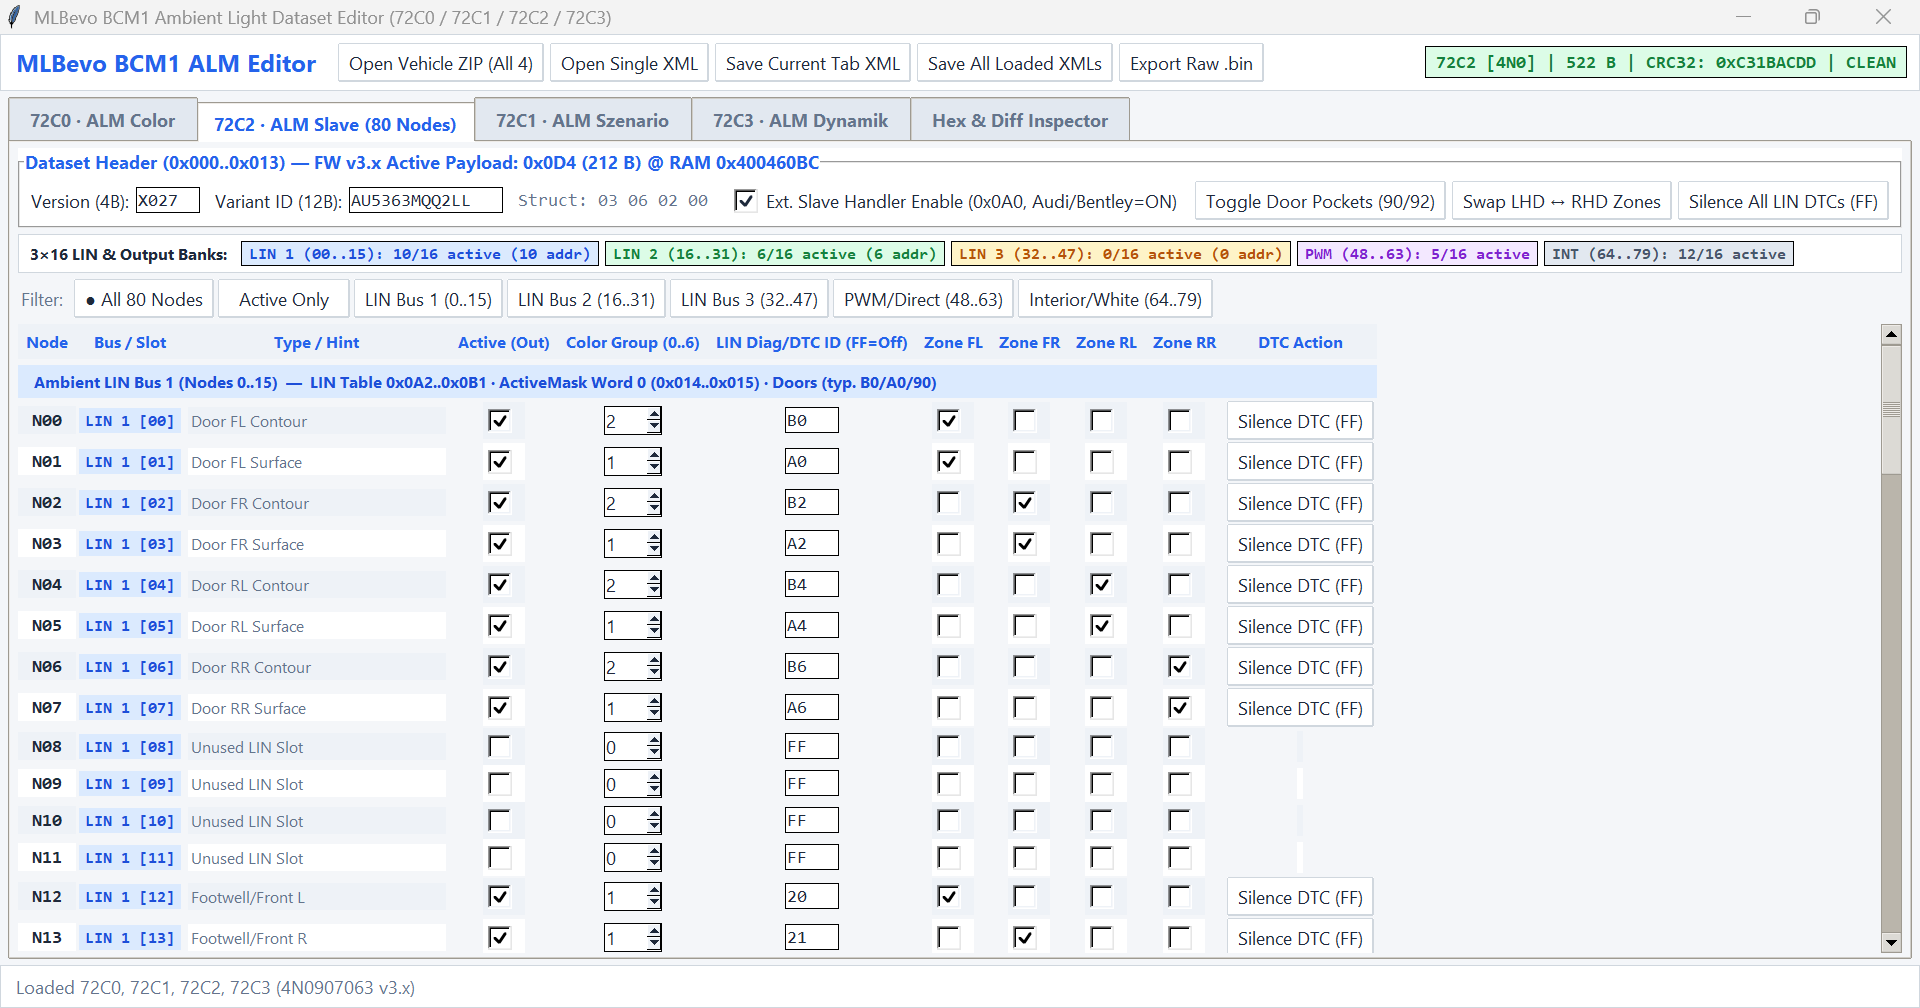 MLBevo BCM1 Ambient Light Dataset Editor (72C0 / 72C1 / 72C2 / 72C3)
MLBevo BCM1 ALM Editor Open Vehicle ZIP (All 4) Open Single XML Save Current Tab XML Save All Loaded XMLs Export Raw .bin 72C2 [4N0] | 522 B | CRC32: 0xC31BACDD | CLEAN
72C0 · ALM Color 72C2 · ALM Slave (80 Nodes) 72C1 · ALM Szenario 72C3 · ALM Dynamik Hex & Diff Inspector
Dataset Header (0x000..0x013) — FW v3.x Active Payload: 0x0D4 (212 B) @ RAM 0x400460BC
Version (4B): X027 Variant ID (12B): AU5363MQQ2LL Struct: 03 06 02 00 Ext. Slave Handler Enable (0x0A0, Audi/Bentley=ON) Toggle Door Pockets (90/92) Swap LHD ↔ RHD Zones Silence All LIN DTCs (FF)
3×16 LIN & Output Banks: LIN 1 (00..15): 10/16 active (10 addr) LIN 2 (16..31): 6/16 active (6 addr) LIN 3 (32..47): 0/16 active (0 addr) PWM (48..63): 5/16 active INT (64..79): 12/16 active
Filter: ● All 80 Nodes Active Only LIN Bus 1 (0..15) LIN Bus 2 (16..31) LIN Bus 3 (32..47) PWM/Direct (48..63) Interior/White (64..79)
Node Bus / Slot Type / Hint Active (Out) Color Group (0..6) LIN Diag/DTC ID (FF=Off) Zone FL Zone FR Zone RL Zone RR DTC Action
Ambient LIN Bus 1 (Nodes 0..15) — LIN Table 0x0A2..0x0B1 · ActiveMask Word 0 (0x014..0x015) · Doors (typ. B0/A0/90)
N00 LIN 1 [00] Door FL Contour 2 B0 Silence DTC (FF)
N01 LIN 1 [01] Door FL Surface 1 A0 Silence DTC (FF)
N02 LIN 1 [02] Door FR Contour 2 B2 Silence DTC (FF)
N03 LIN 1 [03] Door FR Surface 1 A2 Silence DTC (FF)
N04 LIN 1 [04] Door RL Contour 2 B4 Silence DTC (FF)
N05 LIN 1 [05] Door RL Surface 1 A4 Silence DTC (FF)
N06 LIN 1 [06] Door RR Contour 2 B6 Silence DTC (FF)
N07 LIN 1 [07] Door RR Surface 1 A6 Silence DTC (FF)
N08 LIN 1 [08] Unused LIN Slot 0 FF
N09 LIN 1 [09] Unused LIN Slot 0 FF
N10 LIN 1 [10] Unused LIN Slot 0 FF
N11 LIN 1 [11] Unused LIN Slot 0 FF
N12 LIN 1 [12] Footwell/Front L 1 20 Silence DTC (FF)
N13 LIN 1 [13] Footwell/Front R 1 21 Silence DTC (FF)
Loaded 72C0, 72C1, 72C2, 72C3 (4N0907063 v3.x)